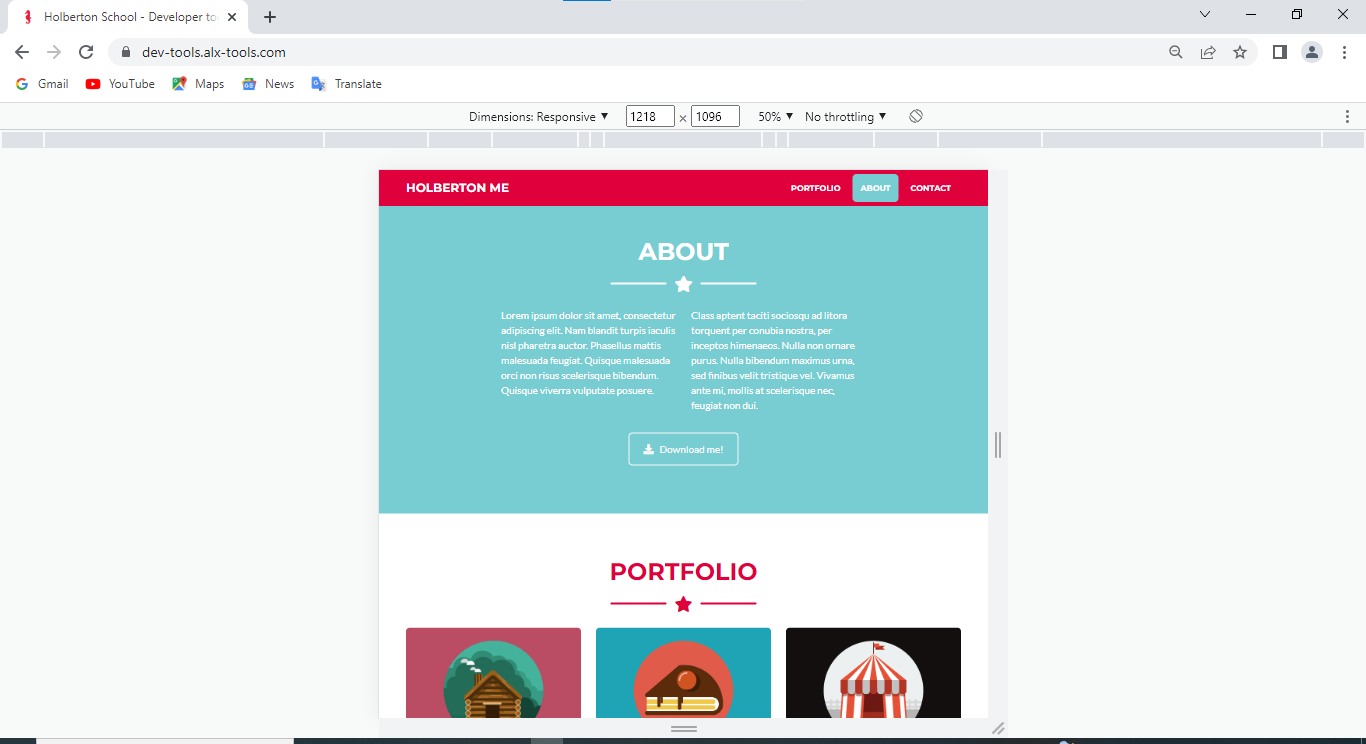 Holberton School - Developer to
dev-tools.alx-tools.com
Gmail
YouTube
Maps
News
Translate
Dimensions: Responsive ▼ 1218 × 1096 50% ▼ No throttling ▼
HOLBERTON ME
PORTFOLIO
ABOUT
CONTACT
ABOUT
Lorem ipsum dolor sit amet, consectetur
adipiscing elit. Nam blandit turpis iaculis
nisl pharetra auctor. Phasellus mattis
malesuada feugiat. Quisque malesuada
orci non risus scelerisque bibendum.
Quisque viverra vulputate posuere.
Class aptent taciti sociosqu ad litora
torquent per conubia nostra, per
inceptos himenaeos. Nulla non ornare
purus. Nulla bibendum maximus urna,
sed finibus velit tristique vel. Vivamus
ante mi, mollis at scelerisque nec,
feugiat non dui.
Download me!
PORTFOLIO